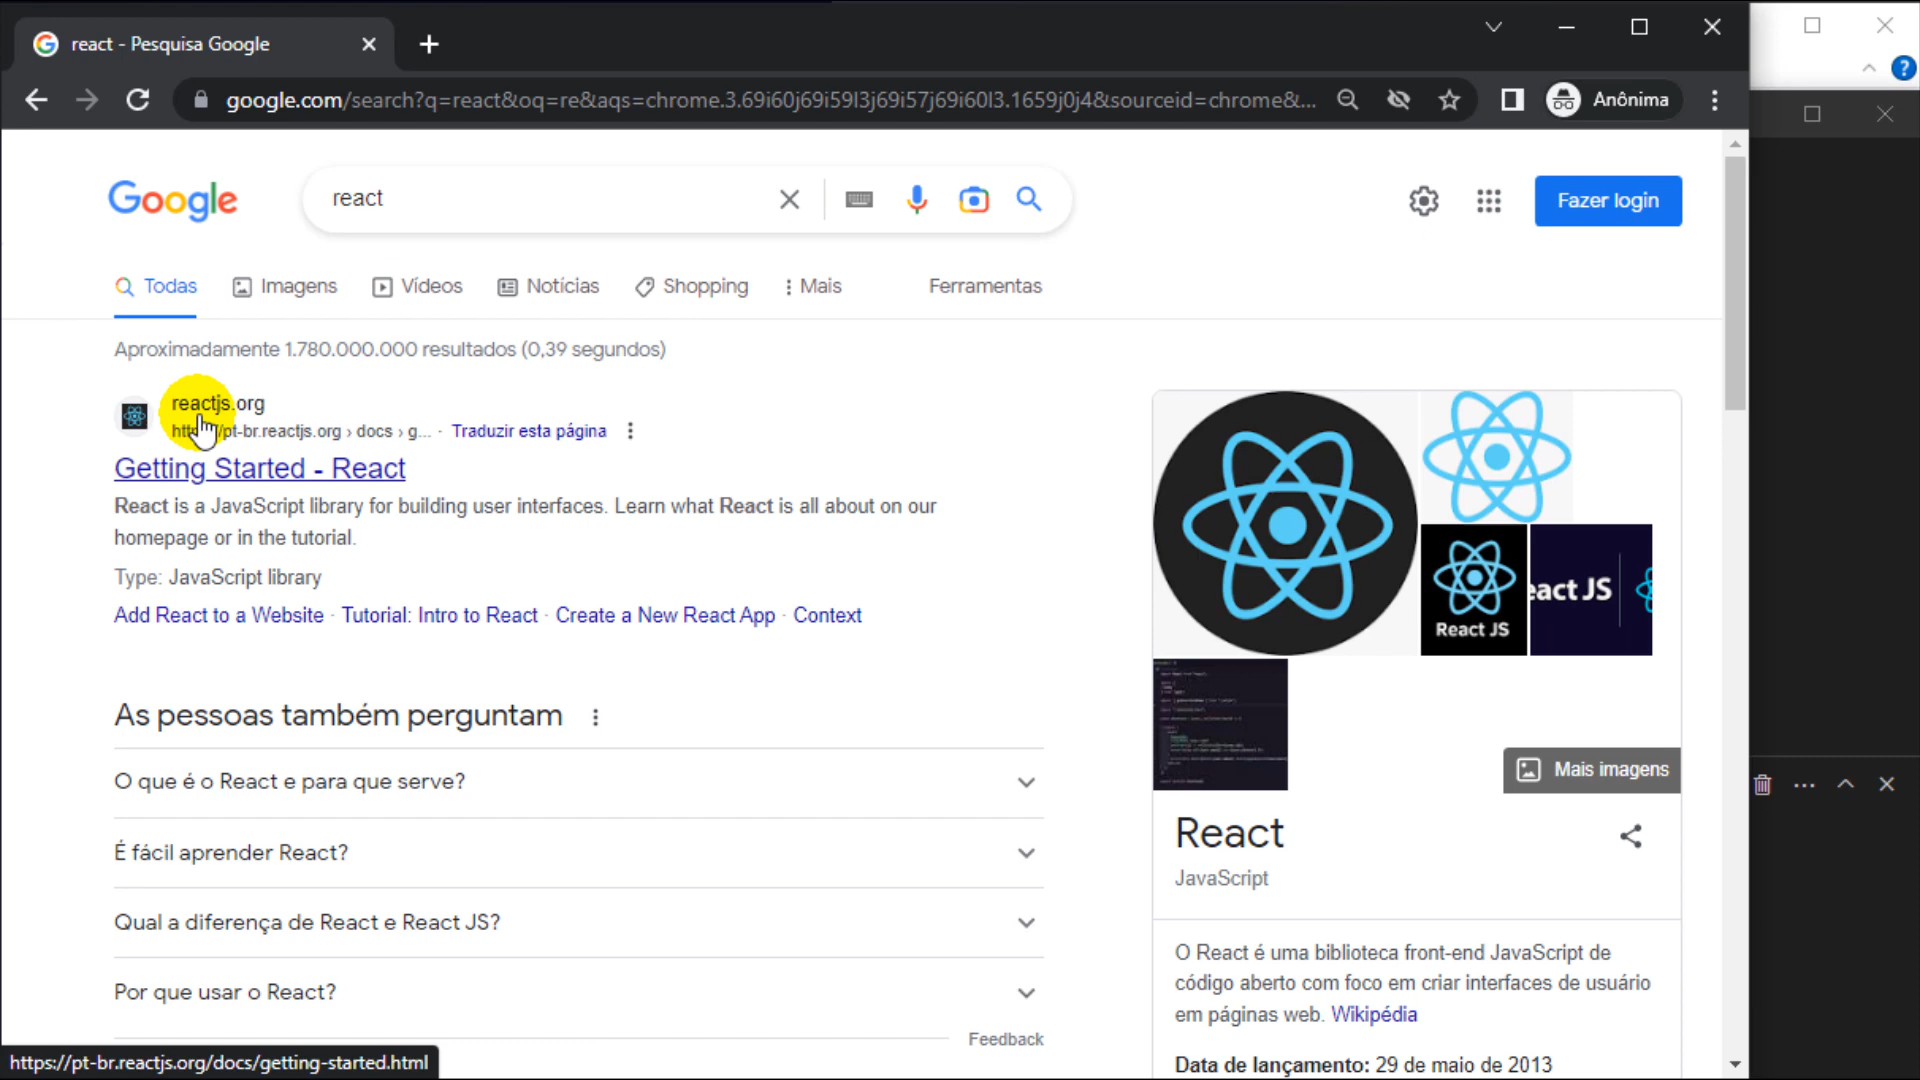 react - Pesquisa Google
google.com/search?q=react&oq=re&aqs=chrome.3.69i60j69i59l3j69i57j69i60l3.1659j0j4&sourceid=chrome&...
Anônima
Google
react
Fazer login
Todas
Imagens
Vídeos
Notícias
Shopping
Mais
Ferramentas
Aproximadamente 1.780.000.000 resultados (0,39 segundos)
reactjs.org
pt-br.reactjs.org › docs › g... · Traduzir esta página
Getting Started - React
React is a JavaScript library for building user interfaces. Learn what React is all about on our
homepage or in the tutorial.
Type: JavaScript library
Add React to a Website · Tutorial: Intro to React · Create a New React App · Context
As pessoas também perguntam
O que é o React e para que serve?
É fácil aprender React?
Qual a diferença de React e React JS?
Por que usar o React?
Feedback
React JS
eact JS
Mais imagens
React
JavaScript
O React é uma biblioteca front-end JavaScript de
código aberto com foco em criar interfaces de usuário
em páginas web. Wikipédia
Data de lançamento: 29 de maio de 2013
https://pt-br.reactjs.org/docs/getting-started.html